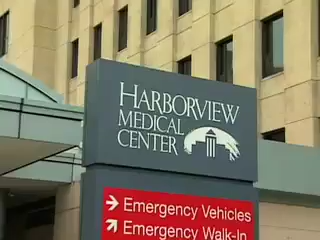 HARBORVIEW
MEDICAL
CENTER
→ Emergency Vehicles
↗ Emergency Walk-In